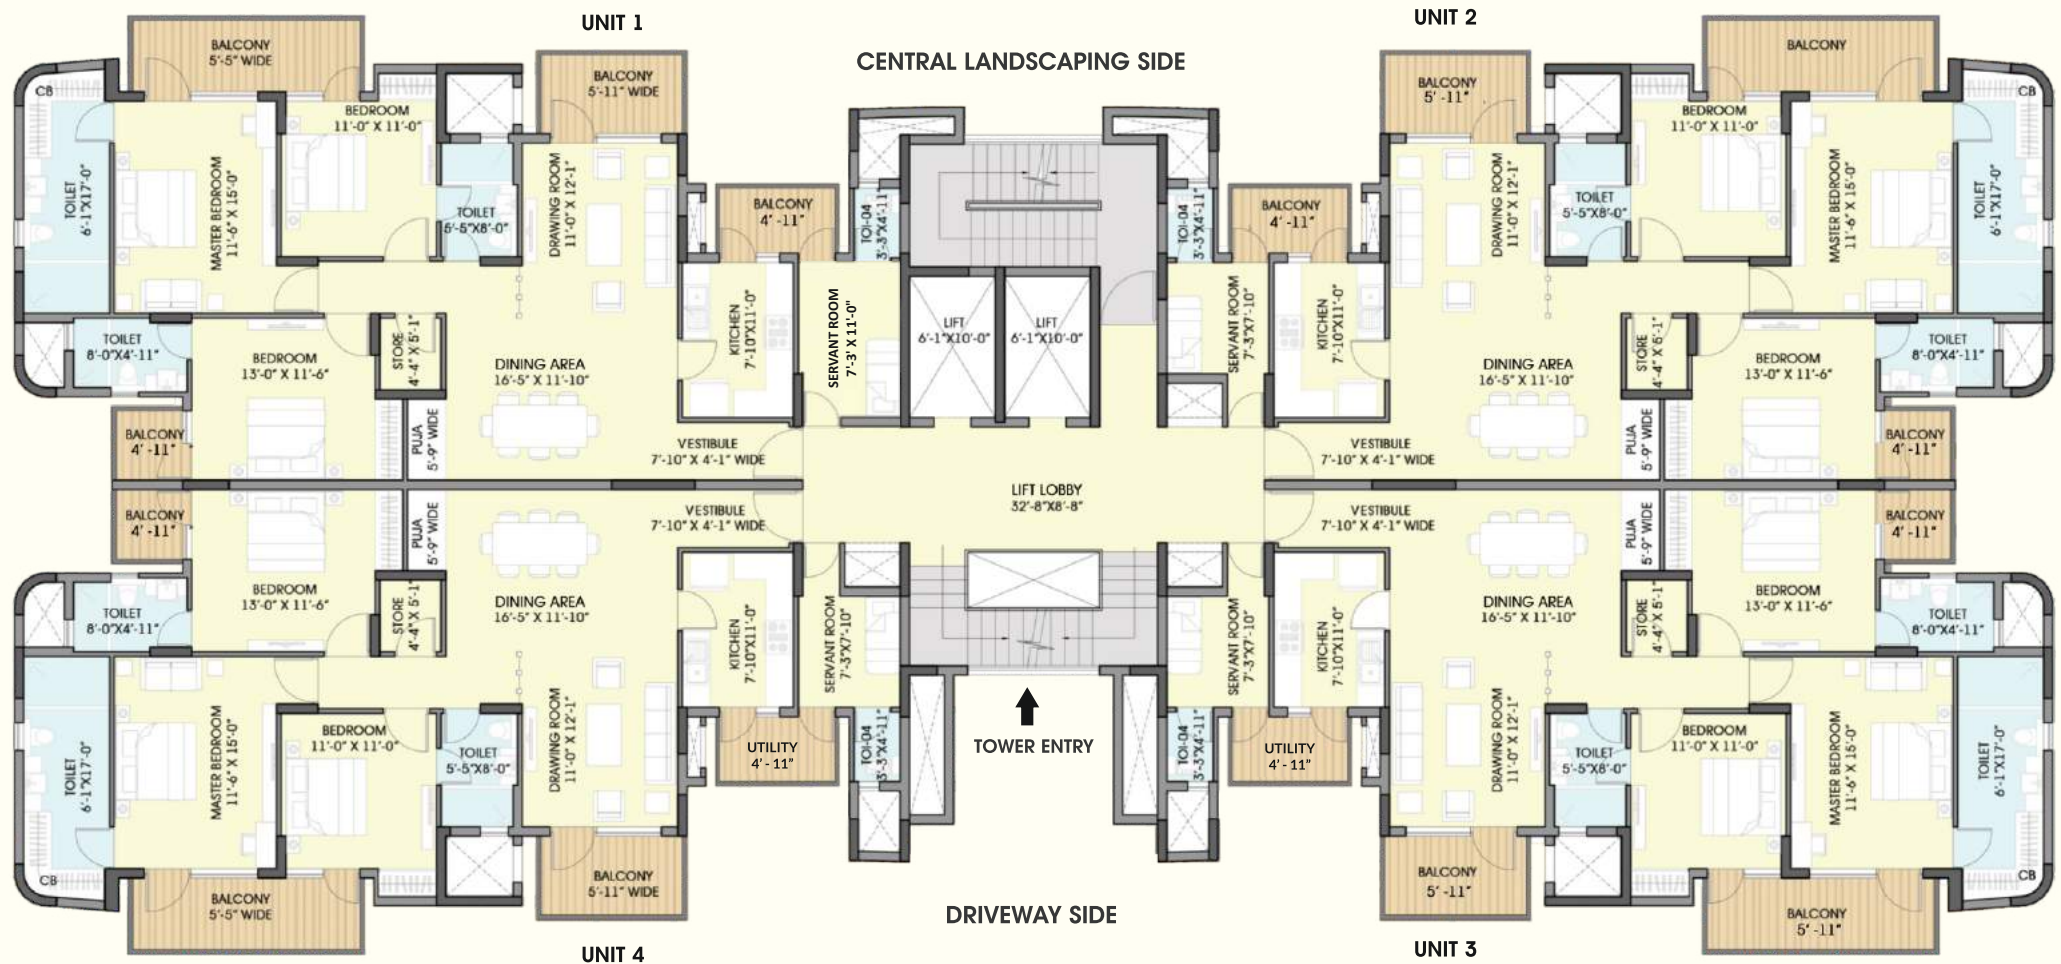 UNIT 1
UNIT 2
CENTRAL LANDSCAPING SIDE
BALCONY
5'-5" WIDE
BALCONY
5'-11" WIDE
CB
BEDROOM
11'-0" X 11'-0"
TOILET
6'-1"X17'-0"
MASTER BEDROOM
11'-6" X 15'-0"
TOILET
5'-5"X8'-0"
DRAWING ROOM
11'-0" X 12'-1"
BALCONY
4' -11"
TOI-04
3'-3"X4'-11"
KITCHEN
7'-10"X11'-0"
SERVANT ROOM
7'-3' X 11'-0"
LIFT
6'-1"X10'-0"
LIFT
6'-1"X10'-0"
TOILET
8'-0"X4'-11"
BEDROOM
13'-0" X 11'-6"
STORE
4'-4" X 5'-1"
DINING AREA
16'-5" X 11'-10"
BALCONY
4' -11"
PUJA
5'-9" WIDE
VESTIBULE
7'-10" X 4'-1" WIDE
BALCONY
5' -11"
BALCONY
CB
BEDROOM
11'-0" X 11'-0"
TOI-04
3'-3"X4'-11"
BALCONY
4' -11"
DRAWING ROOM
11'-0" X 12'-1"
TOILET
5'-5"X8'-0"
MASTER BEDROOM
11'-6" X 15'-0"
TOILET
6'-1"X17'-0"
SERVANT ROOM
7'-3"X7'-10"
KITCHEN
7'-10"X11'-0"
DINING AREA
16'-5" X 11'-10"
STORE
4'-4" X 5'-1"
BEDROOM
13'-0" X 11'-6"
TOILET
8'-0"X4'-11"
VESTIBULE
7'-10" X 4'-1" WIDE
PUJA
5'-9" WIDE
BALCONY
4' -11"
LIFT LOBBY
32'-8"X8'-8"
BALCONY
4' -11"
PUJA
5'-9" WIDE
VESTIBULE
7'-10" X 4'-1" WIDE
TOILET
8'-0"X4'-11"
BEDROOM
13'-0" X 11'-6"
STORE
4'-4" X 5'-1"
DINING AREA
16'-5" X 11'-10"
KITCHEN
7'-10"X11'-0"
SERVANT ROOM
7'-3"X7'-10"
TOILET
6'-1"X17'-0"
MASTER BEDROOM
11'-6" X 15'-0"
BEDROOM
11'-0" X 11'-0"
TOILET
5'-5"X8'-0"
DRAWING ROOM
11'-0" X 12'-1"
UTILITY
4' - 11"
TOI-04
3'-3"X4'-11"
CB
BALCONY
5'-5" WIDE
BALCONY
5'-11" WIDE
TOWER ENTRY
VESTIBULE
7'-10" X 4'-1" WIDE
PUJA
5'-9" WIDE
BALCONY
4' -11"
SERVANT ROOM
7'-3"X7'-10"
KITCHEN
7'-10"X11'-0"
DINING AREA
16'-5" X 11'-10"
STORE
4'-4" X 5'-1"
BEDROOM
13'-0" X 11'-6"
TOILET
8'-0"X4'-11"
TOI-04
3'-3"X4'-11"
UTILITY
4' - 11"
DRAWING ROOM
11'-0" X 12'-1"
TOILET
5'-5"X8'-0"
BEDROOM
11'-0" X 11'-0"
MASTER BEDROOM
11'-6" X 15'-0"
TOILET
6'-1"X17'-0"
CB
BALCONY
5' -11"
BALCONY
5' -11"
DRIVEWAY SIDE
UNIT 4
UNIT 3